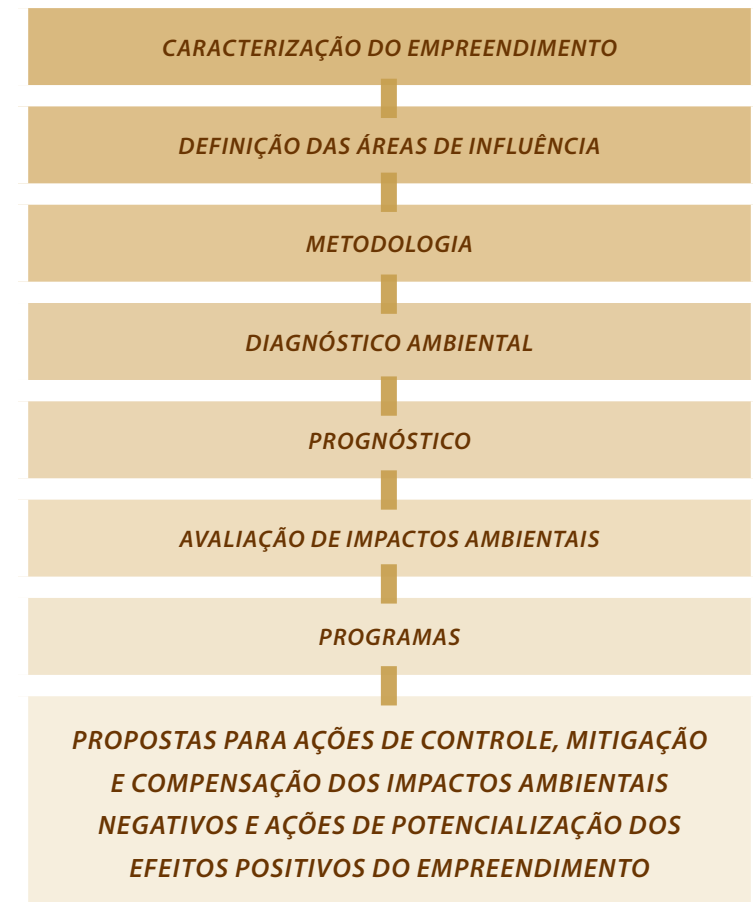 CARACTERIZAÇÃO DO EMPREENDIMENTO
DEFINIÇÃO DAS ÁREAS DE INFLUÊNCIA
METODOLOGIA
DIAGNÓSTICO AMBIENTAL
PROGNÓSTICO
AVALIAÇÃO DE IMPACTOS AMBIENTAIS
PROGRAMAS
PROPOSTAS PARA AÇÕES DE CONTROLE, MITIGAÇÃO
E COMPENSAÇÃO DOS IMPACTOS AMBIENTAIS
NEGATIVOS E AÇÕES DE POTENCIALIZAÇÃO DOS
EFEITOS POSITIVOS DO EMPREENDIMENTO